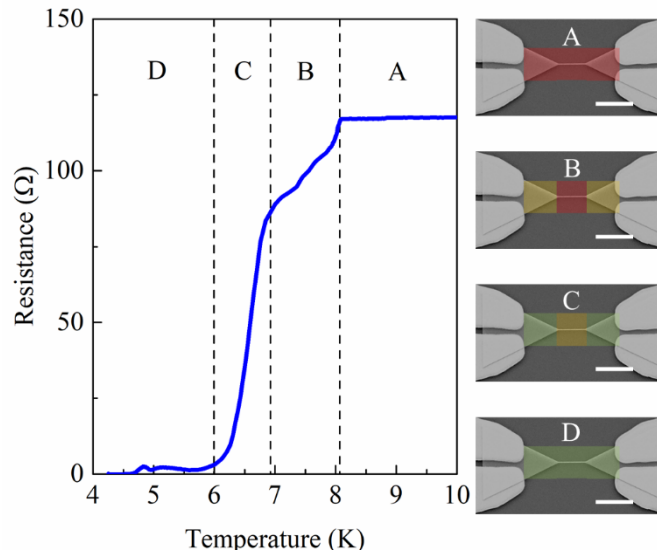 150
100
50
0
Resistance (Ω)
D C B A
4 5 6 7 8 9 10
Temperature (K)
A
B
C
D